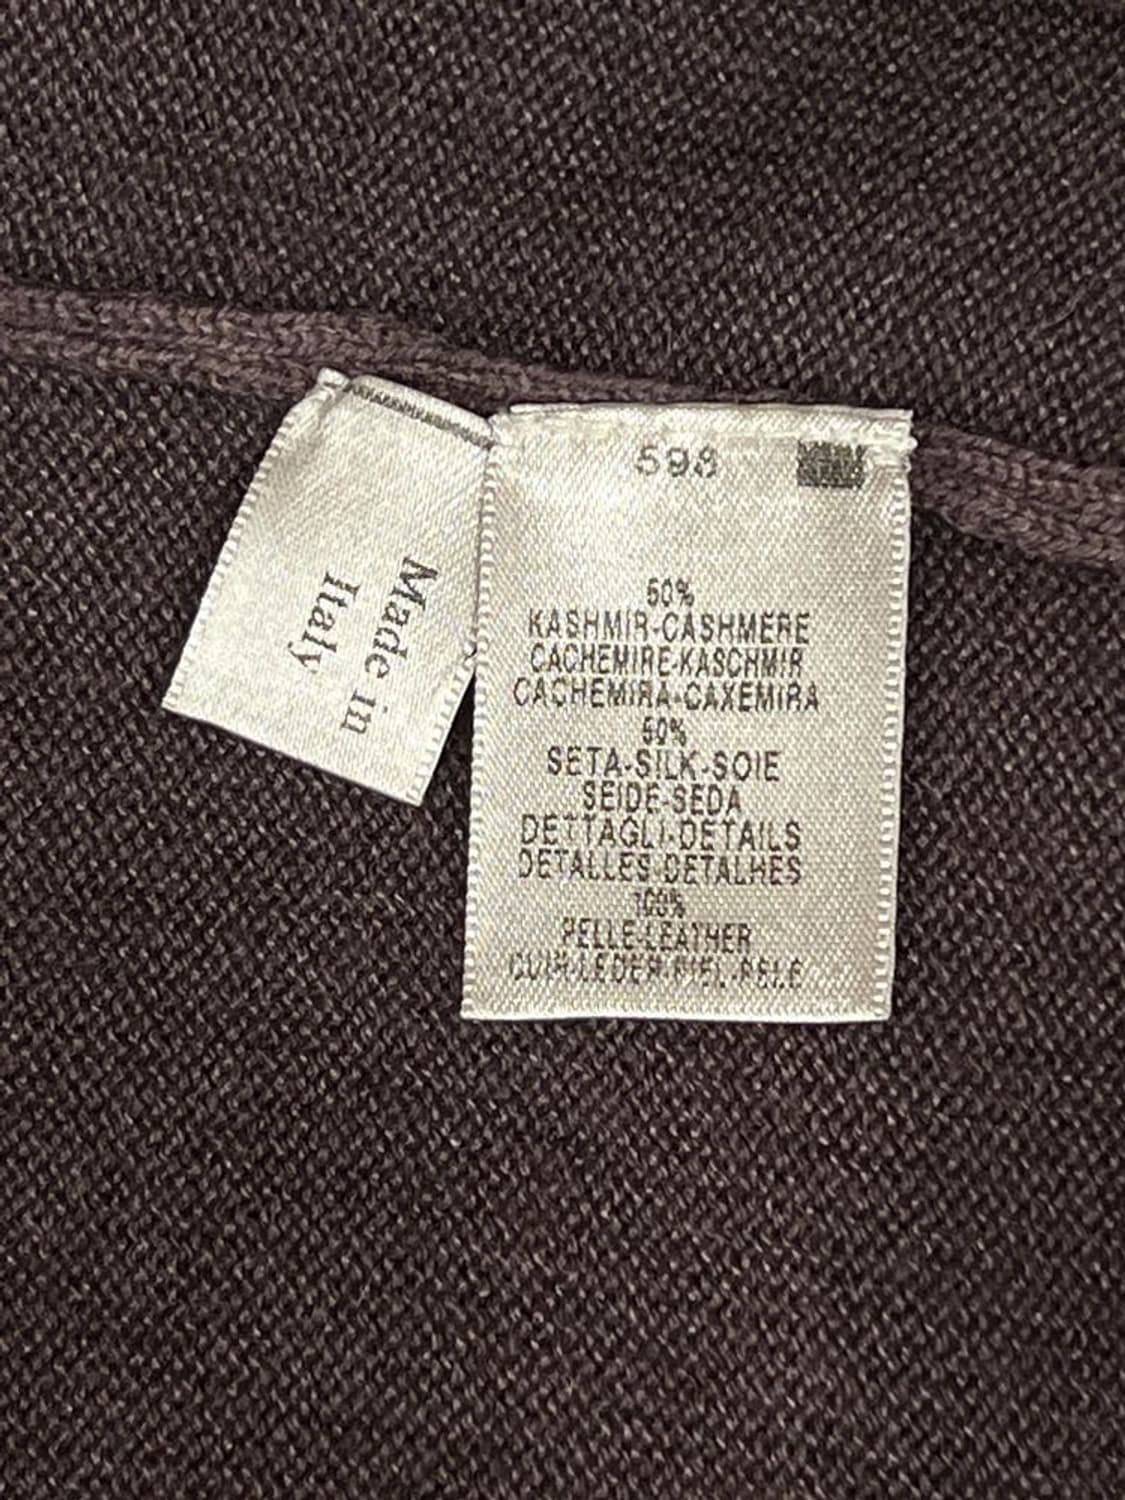 Made in
Italy
598
50%
KASHMIR-CASHMERE
CACHEMIRE-KASCHMIR
CACHEMIRA-CAXEMIRA
50%
SETA-SILK-SOIE
SEIDE-SEDA
DETTAGLI-DETAILS
DETALLES-DETALHES
100%
PELLE-LEATHER
CUIR-LEDER-PIEL-PELE